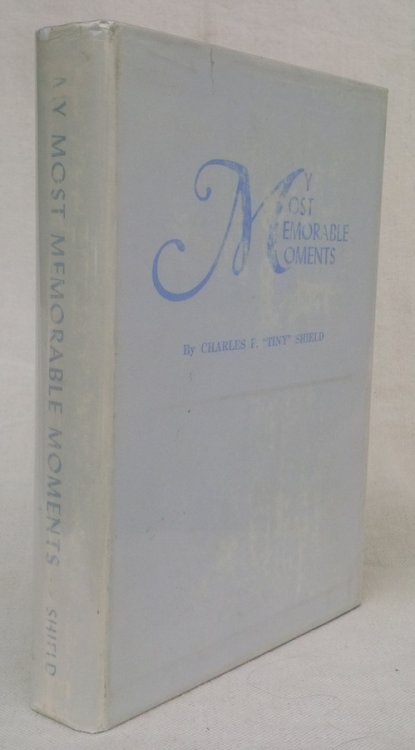 MY MOST MEMORABLE MOMENTS SHIELD
MY
MOST
MEMORABLE
MOMENTS
By CHARLES F. "TINY" SHIELD